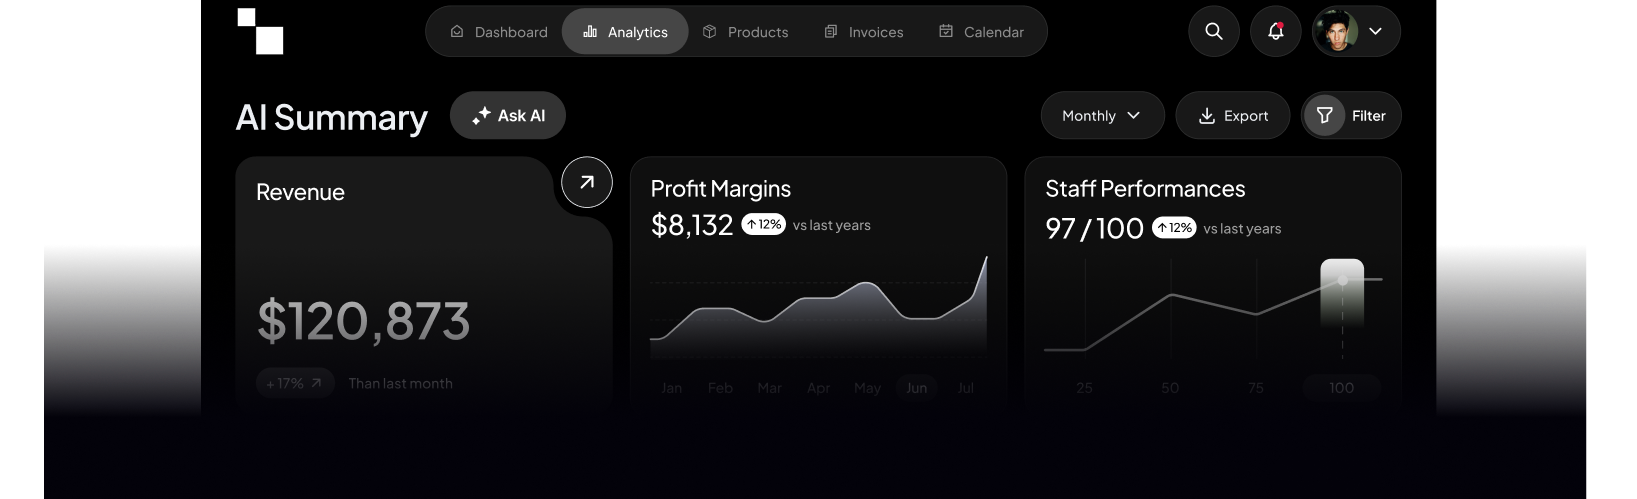 Dashboard Analytics Products Invoices Calendar
AI Summary Ask AI Monthly Export Filter
Revenue
$120,873
+ 17% Than last month
Profit Margins
$8,132 ↑ 12% vs last years
Jan Feb Mar Apr May Jun Jul
Staff Performances
97 / 100 ↑ 12% vs last years
25 50 75 100